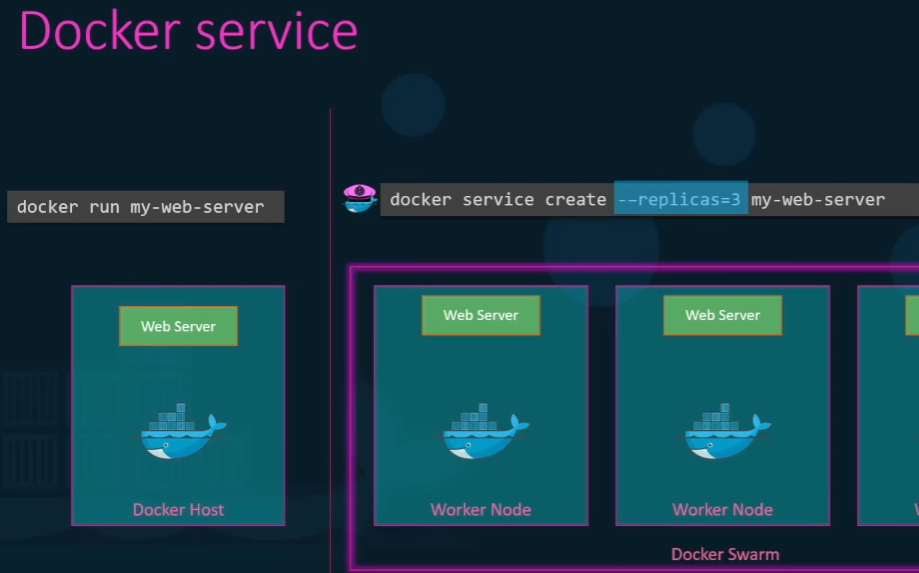 Docker service
docker run my-web-server
docker service create --replicas=3 my-web-server
Web Server
Docker Host
Web Server
Web Server
Worker Node
Worker Node
Docker Swarm